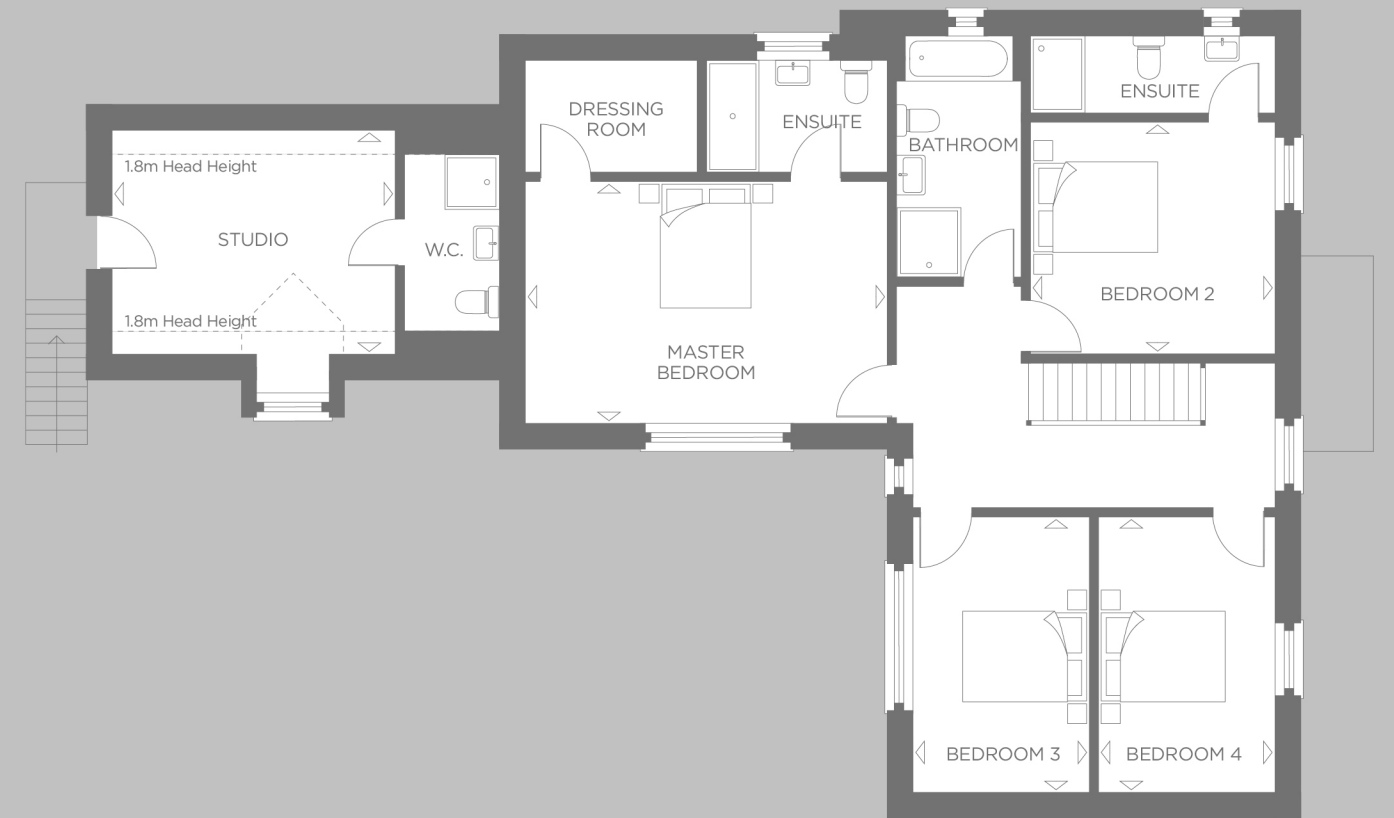 DRESSING
ROOM
ENSUITE
ENSUITE
BATHROOM
1.8m Head Height
STUDIO
W.C.
1.8m Head Height
MASTER
BEDROOM
BEDROOM 2
BEDROOM 3
BEDROOM 4